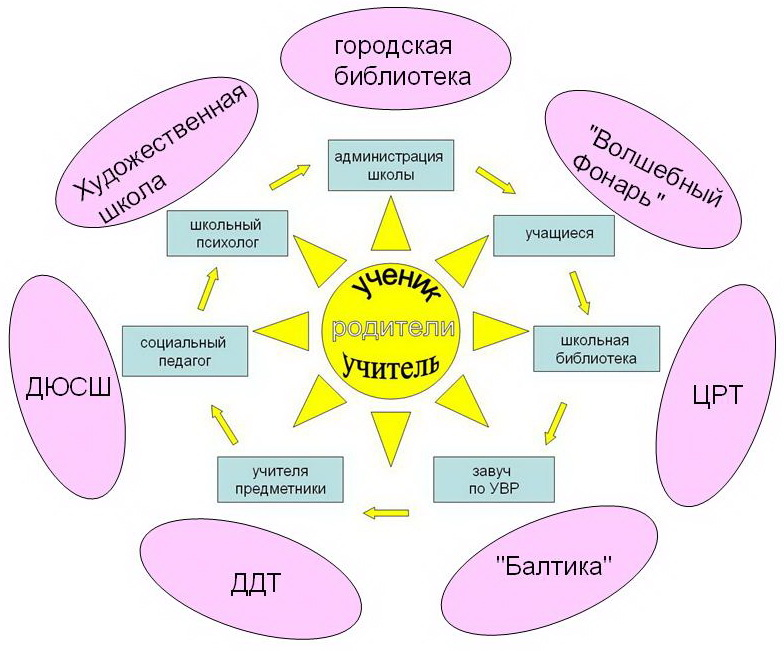 городская
библиотека
Художественная
школа
"Волшебный
Фонарь"
администрация
школы
школьный
психолог
учащиеся
ученик
родители
учитель
социальный
педагог
школьная
библиотека
ДЮСШ
ЦРТ
учителя
предметники
завуч
по УВР
ДДТ
"Балтика"